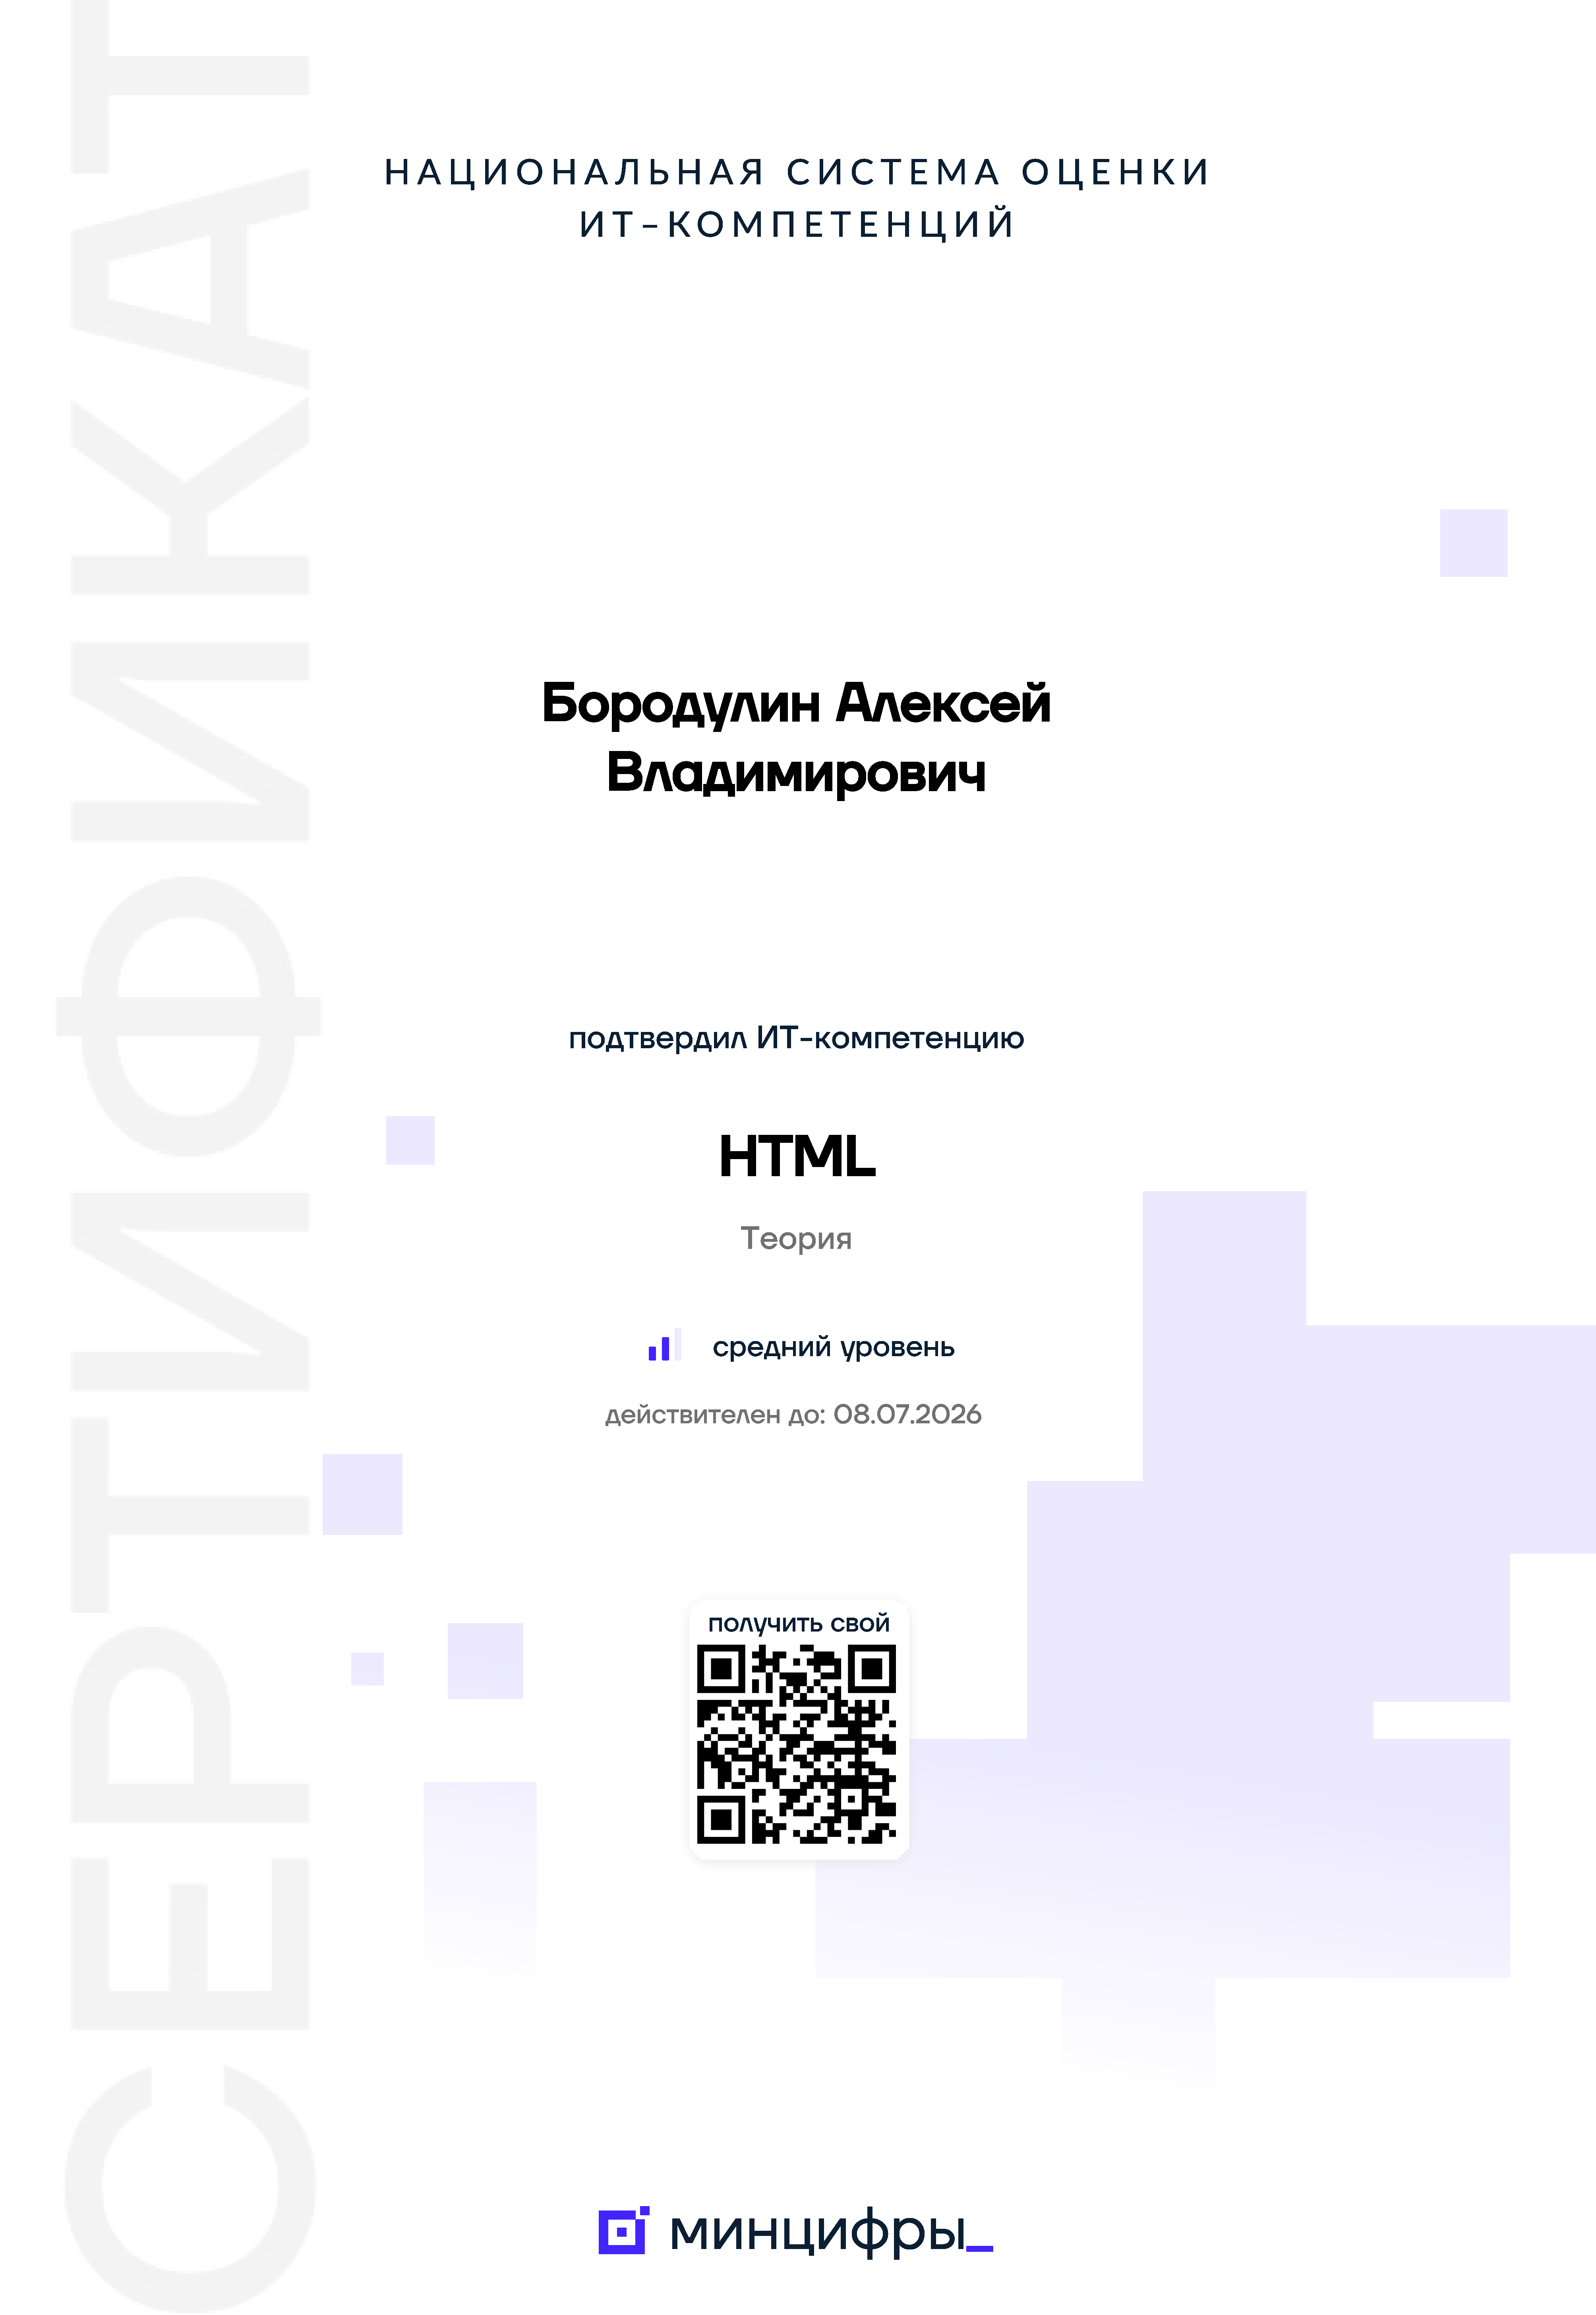 СЕРТИФИКАТ
НАЦИОНАЛЬНАЯ СИСТЕМА ОЦЕНКИ
ИТ-КОМПЕТЕНЦИЙ
Бородулин Алексей
Владимирович
подтвердил ИТ-компетенцию
HTML
Теория
средний уровень
действителен до: 08.07.2026
ПОЛУЧИТЬ СВОЙ
минцифры_